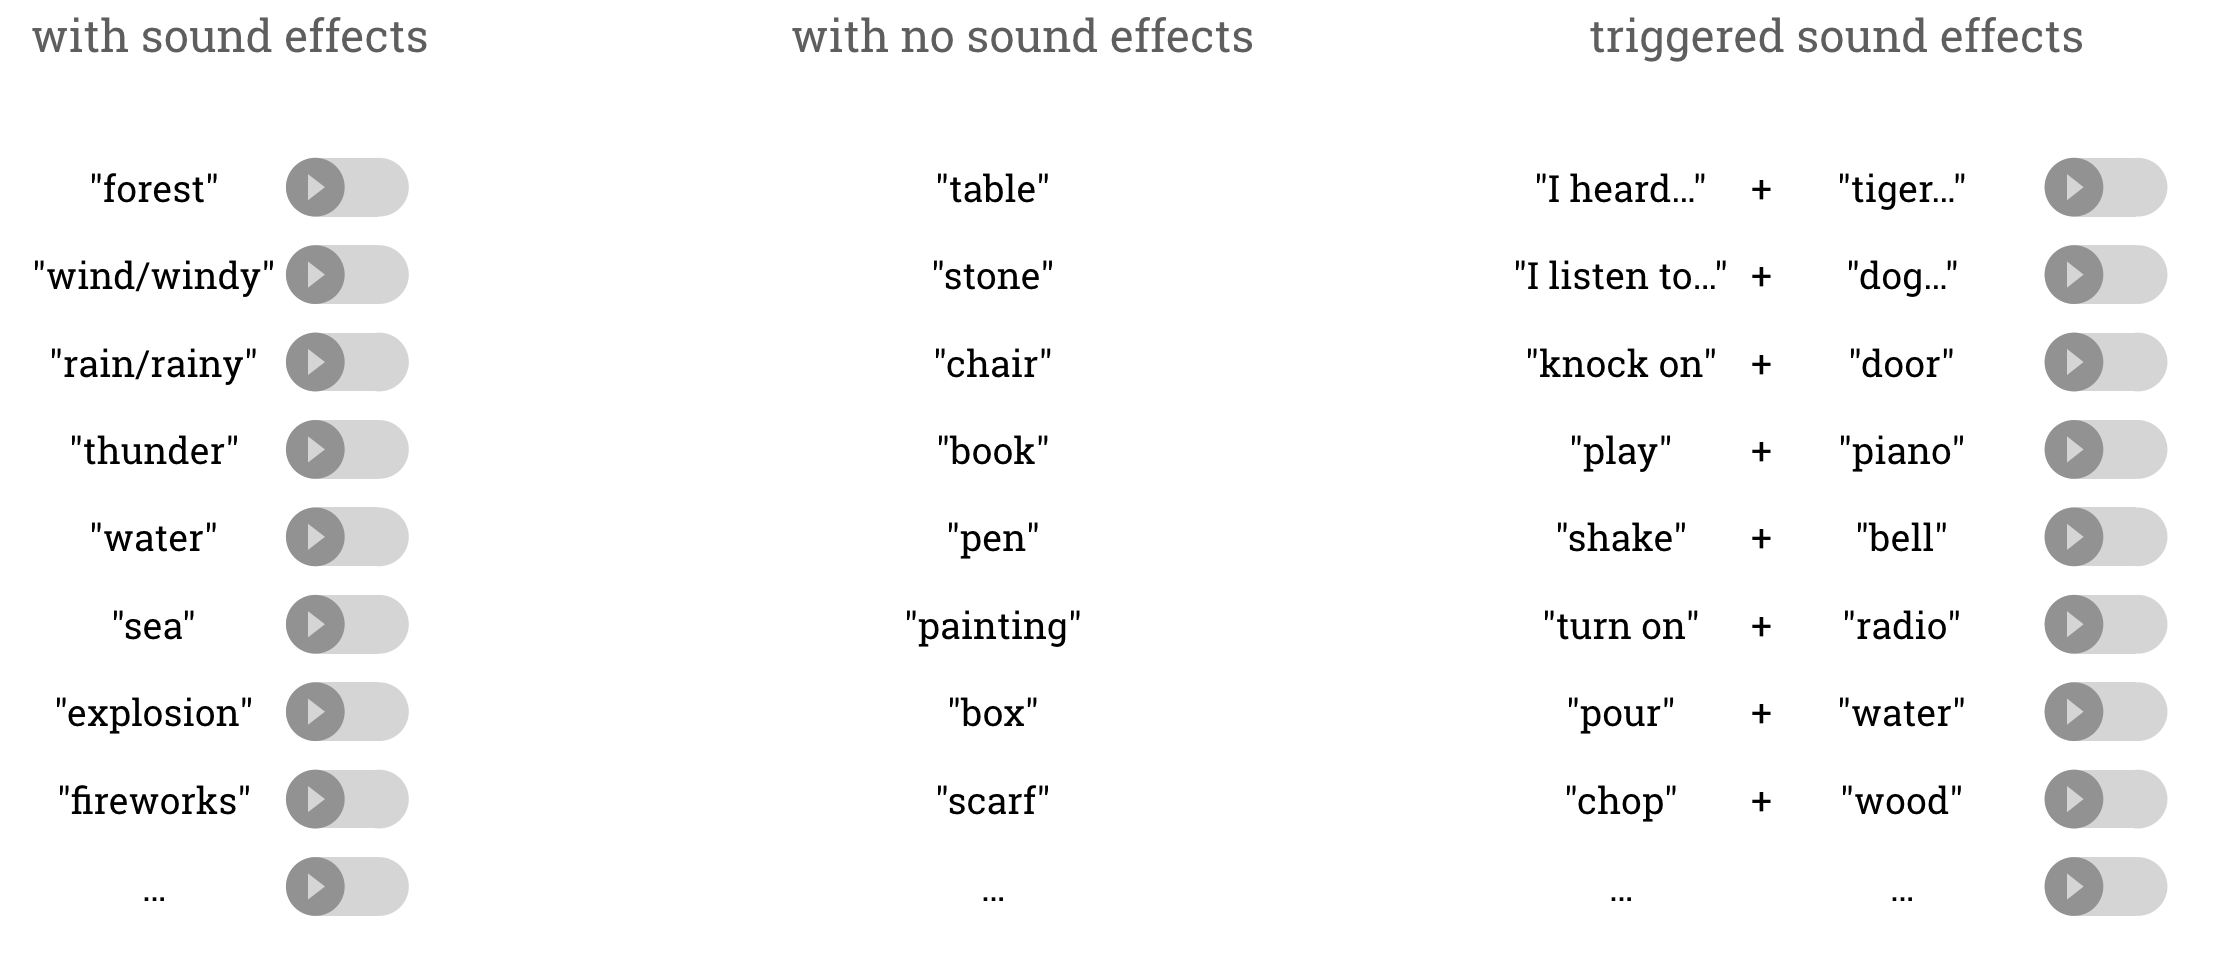 with sound effects with no sound effects triggered sound effects
"forest" "table" "I heard..." + "tiger..."
"wind/windy" "stone" "I listen to..." + "dog..."
"rain/rainy" "chair" "knock on" + "door"
"thunder" "book" "play" + "piano"
"water" "pen" "shake" + "bell"
"sea" "painting" "turn on" + "radio"
"explosion" "box" "pour" + "water"
"fireworks" "scarf" "chop" + "wood"
... ... ... ...